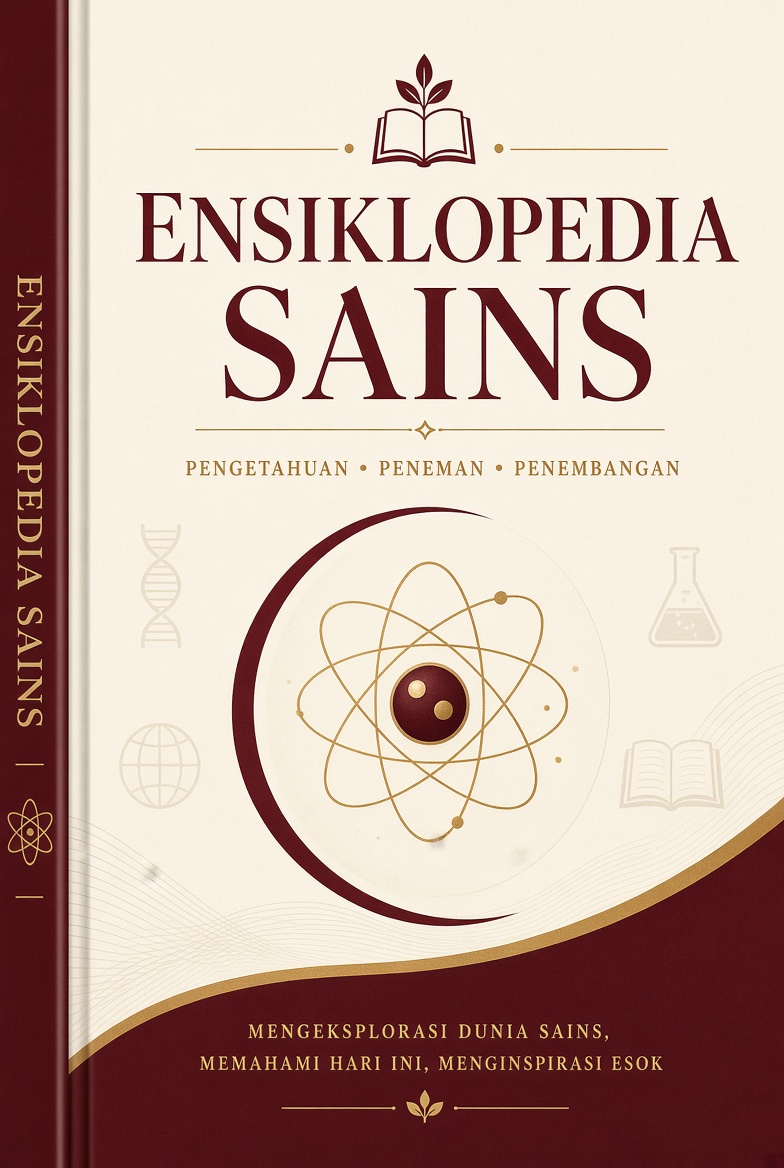 ENSIKLOPEDIA
SAINS
PENGETAHUAN • PENEMAN • PENEMBANGAN
MENGEKSPLORASI DUNIA SAINS,
MEMAHAMI HARI INI, MENGINSPIRASI ESOK
ENSIKLOPEDIA SAINS